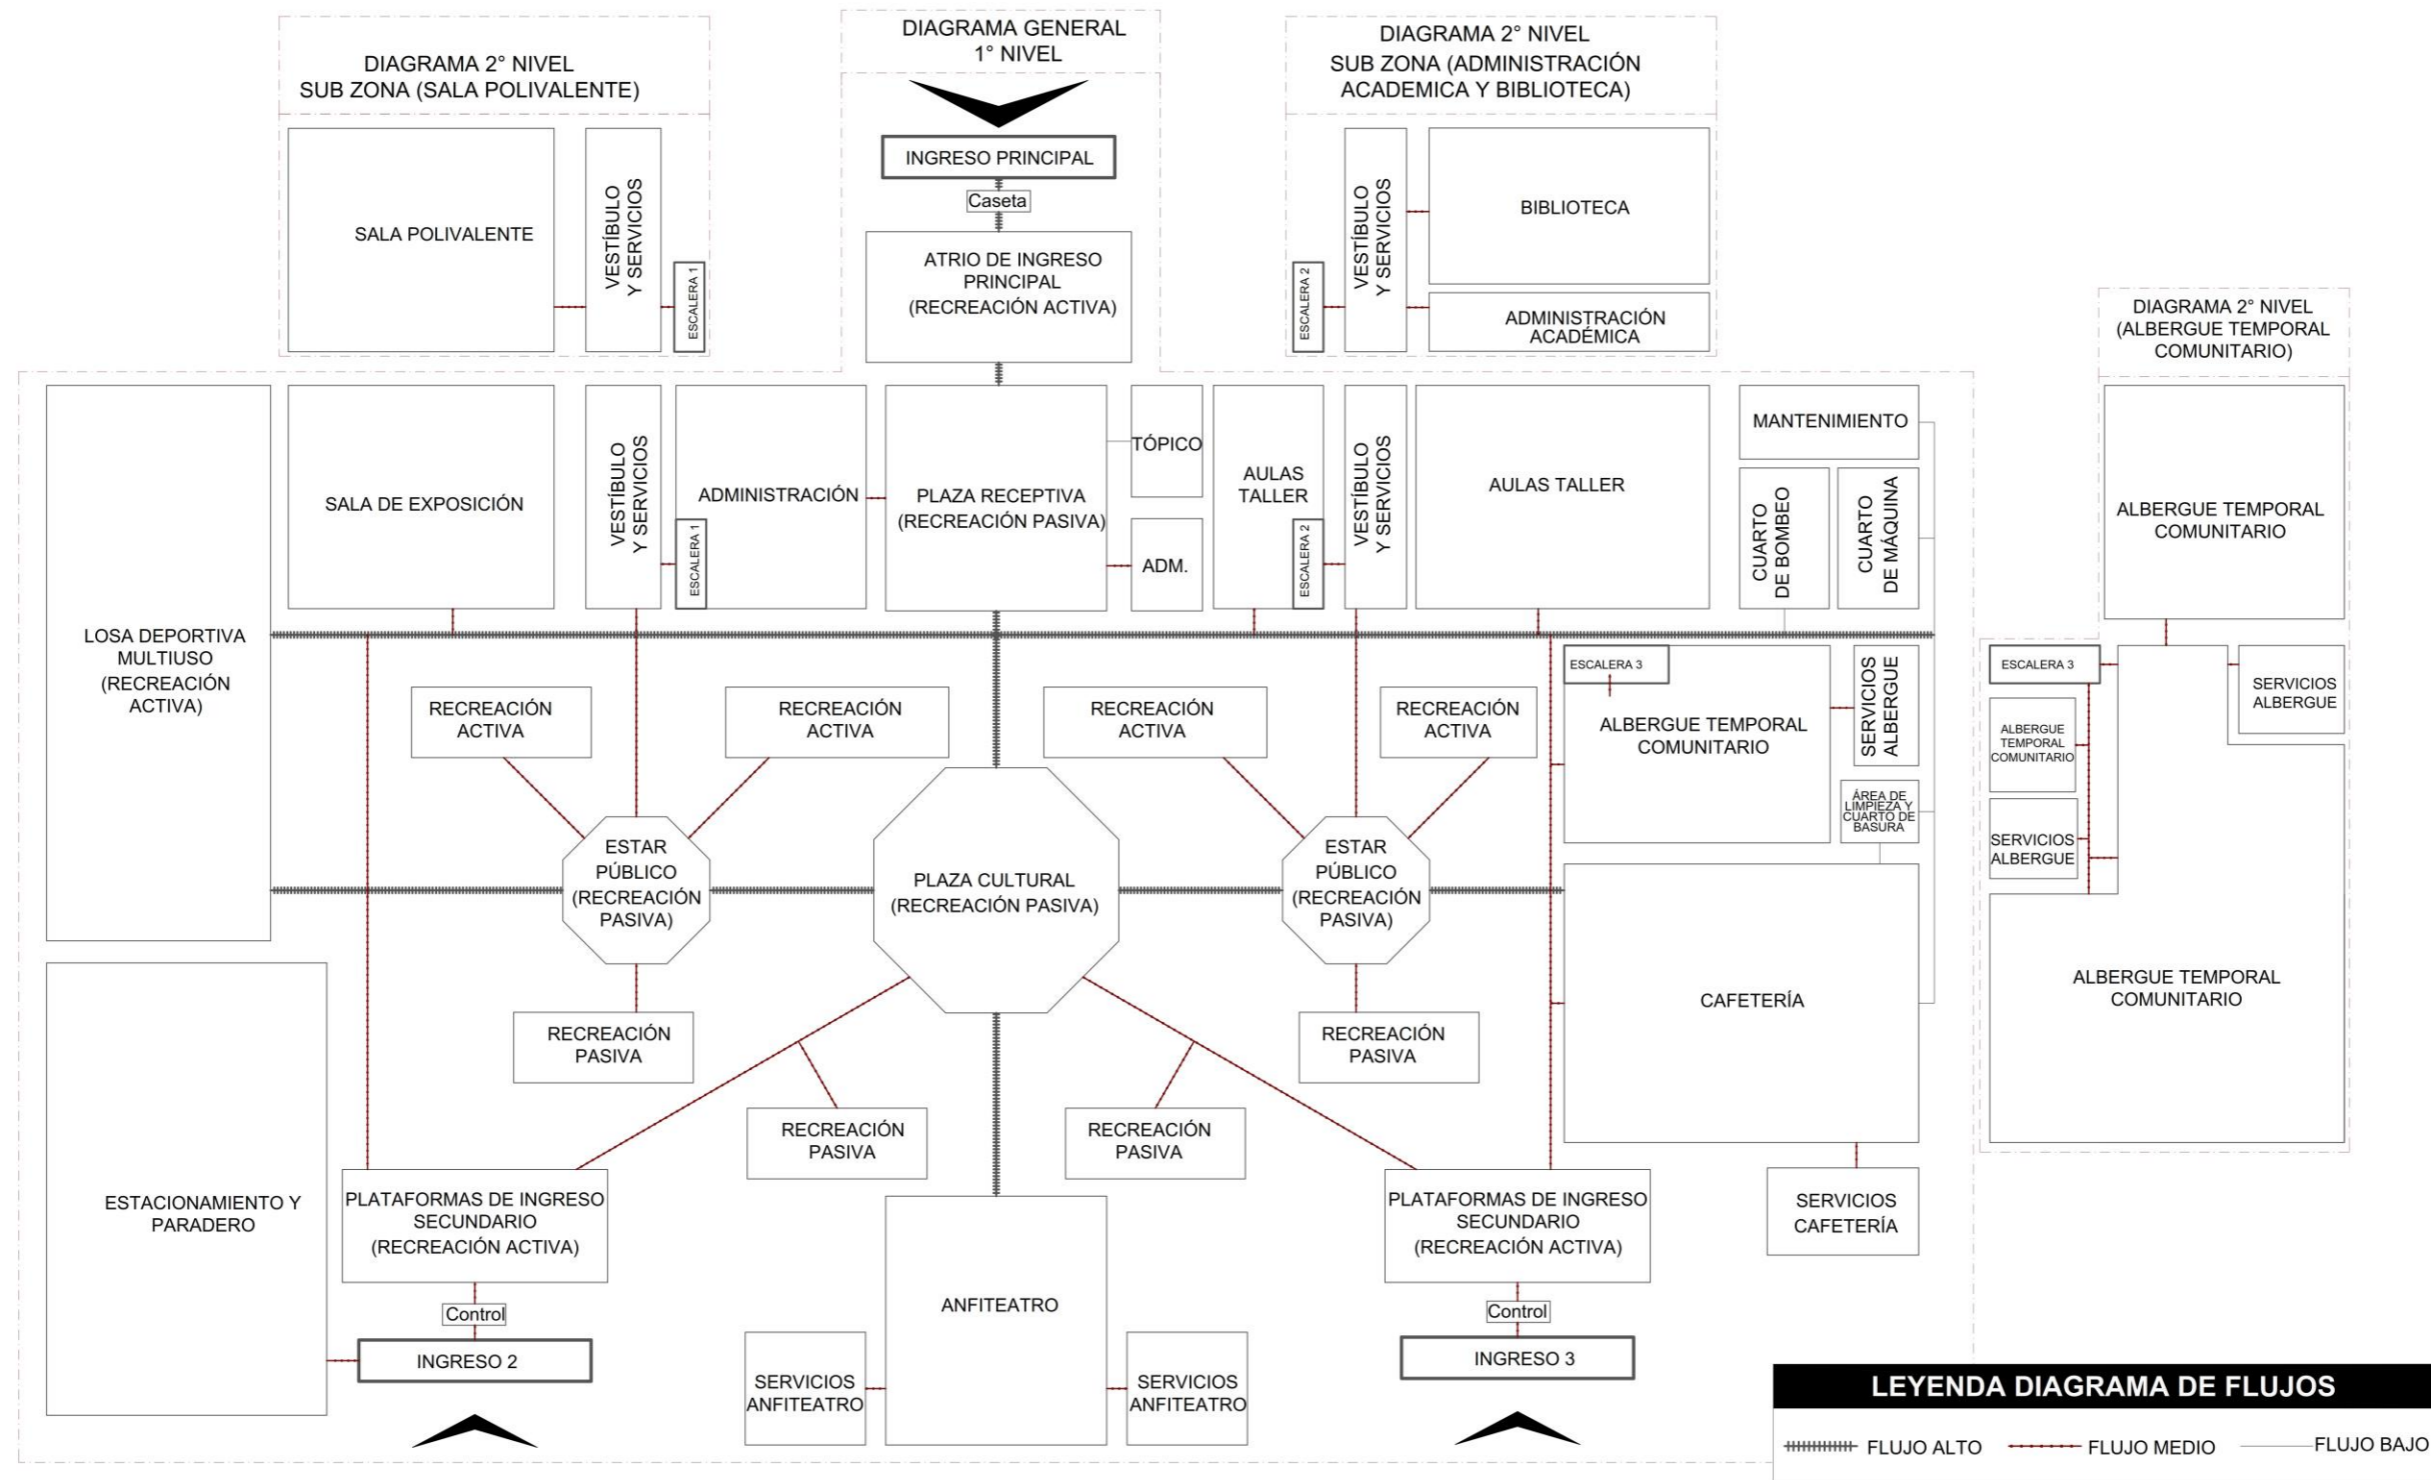 DIAGRAMA 2° NIVEL
SUB ZONA (SALA POLIVALENTE)
SALA POLIVALENTE
VESTÍBULO
Y SERVICIOS
ESCALERA 1
DIAGRAMA GENERAL
1° NIVEL
INGRESO PRINCIPAL
Caseta
ATRIO DE INGRESO
PRINCIPAL
(RECREACIÓN ACTIVA)
DIAGRAMA 2° NIVEL
SUB ZONA (ADMINISTRACIÓN
ACADEMICA Y BIBLIOTECA)
ESCALERA 2
VESTÍBULO
Y SERVICIOS
BIBLIOTECA
ADMINISTRACIÓN
ACADÉMICA
DIAGRAMA 2° NIVEL
(ALBERGUE TEMPORAL
COMUNITARIO)
ALBERGUE TEMPORAL
COMUNITARIO
ESCALERA 3
SERVICIOS
ALBERGUE
ALBERGUE
TEMPORAL
COMUNITARIO
SERVICIOS
ALBERGUE
ALBERGUE TEMPORAL
COMUNITARIO
LOSA DEPORTIVA
MULTIUSO
(RECREACIÓN
ACTIVA)
SALA DE EXPOSICIÓN
VESTÍBULO
Y SERVICIOS
ADMINISTRACIÓN
ESCALERA 1
PLAZA RECEPTIVA
(RECREACIÓN PASIVA)
TÓPICO
ADM.
AULAS
TALLER
ESCALERA 2
VESTÍBULO
Y SERVICIOS
AULAS TALLER
MANTENIMIENTO
CUARTO
DE BOMBEO
CUARTO
DE MÁQUINA
RECREACIÓN
ACTIVA
RECREACIÓN
ACTIVA
RECREACIÓN
ACTIVA
RECREACIÓN
ACTIVA
ESCALERA 3
ALBERGUE TEMPORAL
COMUNITARIO
SERVICIOS
ALBERGUE
ÁREA DE
LIMPIEZA Y
CUARTO DE
BASURA
ESTAR
PÚBLICO
(RECREACIÓN
PASIVA)
PLAZA CULTURAL
(RECREACIÓN PASIVA)
ESTAR
PÚBLICO
(RECREACIÓN
PASIVA)
CAFETERÍA
RECREACIÓN
PASIVA
RECREACIÓN
PASIVA
RECREACIÓN
PASIVA
RECREACIÓN
PASIVA
ESTACIONAMIENTO Y
PARADERO
PLATAFORMAS DE INGRESO
SECUNDARIO
(RECREACIÓN ACTIVA)
PLATAFORMAS DE INGRESO
SECUNDARIO
(RECREACIÓN ACTIVA)
SERVICIOS
CAFETERÍA
Control
INGRESO 2
ANFITEATRO
SERVICIOS
ANFITEATRO
SERVICIOS
ANFITEATRO
Control
INGRESO 3
LEYENDA DIAGRAMA DE FLUJOS
FLUJO ALTO
FLUJO MEDIO
FLUJO BAJO